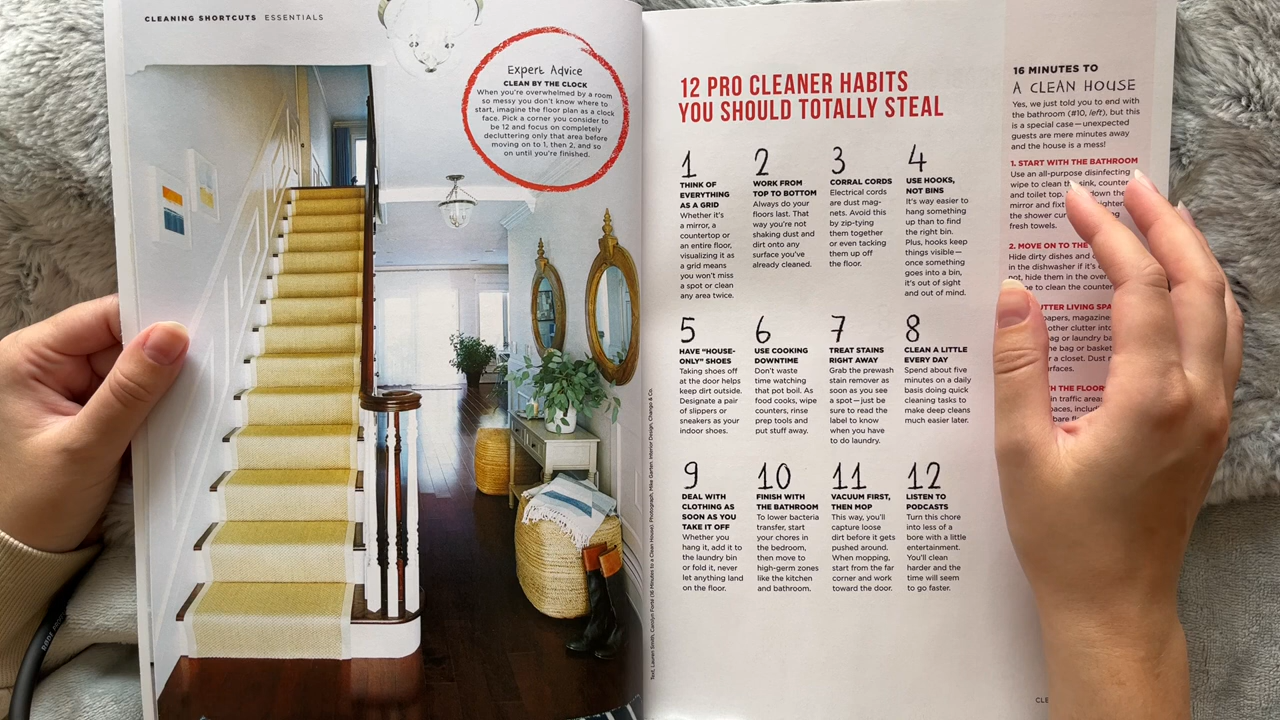 CLEANING SHORTCUTS ESSENTIALS
Expert Advice
CLEAN BY THE CLOCK
When you're overwhelmed by a room
so messy you don't know where to
start, imagine the floor plan as a clock
face. Pick a corner you consider to
be 12 and focus on completely
decluttering only that area before
moving on to 1, then 2, and so
on until you're finished.
12 PRO CLEANER HABITS
YOU SHOULD TOTALLY STEAL
1
THINK OF
EVERYTHING
AS A GRID
Whether it's
a mirror, a
countertop or
an entire floor,
visualizing it as
a grid means
you won't miss
a spot or clean
any area twice.
2
WORK FROM
TOP TO BOTTOM
Always do your
floors last. That
way you're not
shaking dust and
dirt onto any
surface you've
already cleaned.
3
CORRAL CORDS
Electrical cords
are dust mag-
nets. Avoid this
by zip-tying
them together
or even tacking
them up off
the floor.
4
USE HOOKS,
NOT BINS
It's way easier to
hang something
up than to find
the right bin.
Plus, hooks keep
things visible—
once something
goes into a bin,
it's out of sight
and out of mind.
5
HAVE "HOUSE-
ONLY" SHOES
Taking shoes off
at the door helps
keep dirt outside.
Designate a pair
of slippers or
sneakers as your
indoor shoes.
6
USE COOKING
DOWNTIME
Don't waste
time watching
that pot boil. As
food cooks, wipe
counters, rinse
prep tools and
put stuff away.
7
TREAT STAINS
RIGHT AWAY
Grab the prewash
stain remover as
soon as you see
a spot—just be
sure to read the
label to know
when you have
to do laundry.
8
CLEAN A LITTLE
EVERY DAY
Spend about five
minutes on a daily
basis doing quick
cleaning tasks to
make deep cleans
much easier later.
9
DEAL WITH
CLOTHING AS
SOON AS YOU
TAKE IT OFF
Whether you
hang it, add it to
the laundry bin
or fold it, never
let anything land
on the floor.
10
FINISH WITH
THE BATHROOM
To lower bacteria
transfer, start
your chores in
the bedroom,
then move to
high-germ zones
like the kitchen
and bathroom.
11
VACUUM FIRST,
THEN MOP
This way, you'll
capture loose
dirt before it gets
pushed around.
When mopping,
start from the far
corner and work
toward the door.
12
LISTEN TO
PODCASTS
Turn this chore
into less of a
bore with a little
entertainment.
You'll clean
harder and the
time will seem
to go faster.
16 MINUTES TO
A CLEAN HOUSE
Yes, we just told you to end with
the bathroom (#10, left), but this
is a special case—unexpected
guests are mere minutes away
and the house is a mess!
1. START WITH THE BATHROOM
Use an all-purpose disinfecting
wipe to clean the sink, counter
and toilet top. down the
mirror and
the shower
fresh towels.
2. MOVE ON TO THE
Hide dirty dishes and
in the dishwasher if it's
not, hide them in the oven
to clean the counter
LIVING
papers, magazine
other clutter into
bag or laundry
the bag or basket
or a closet. Dust
THE FLOOR
in traffic areas